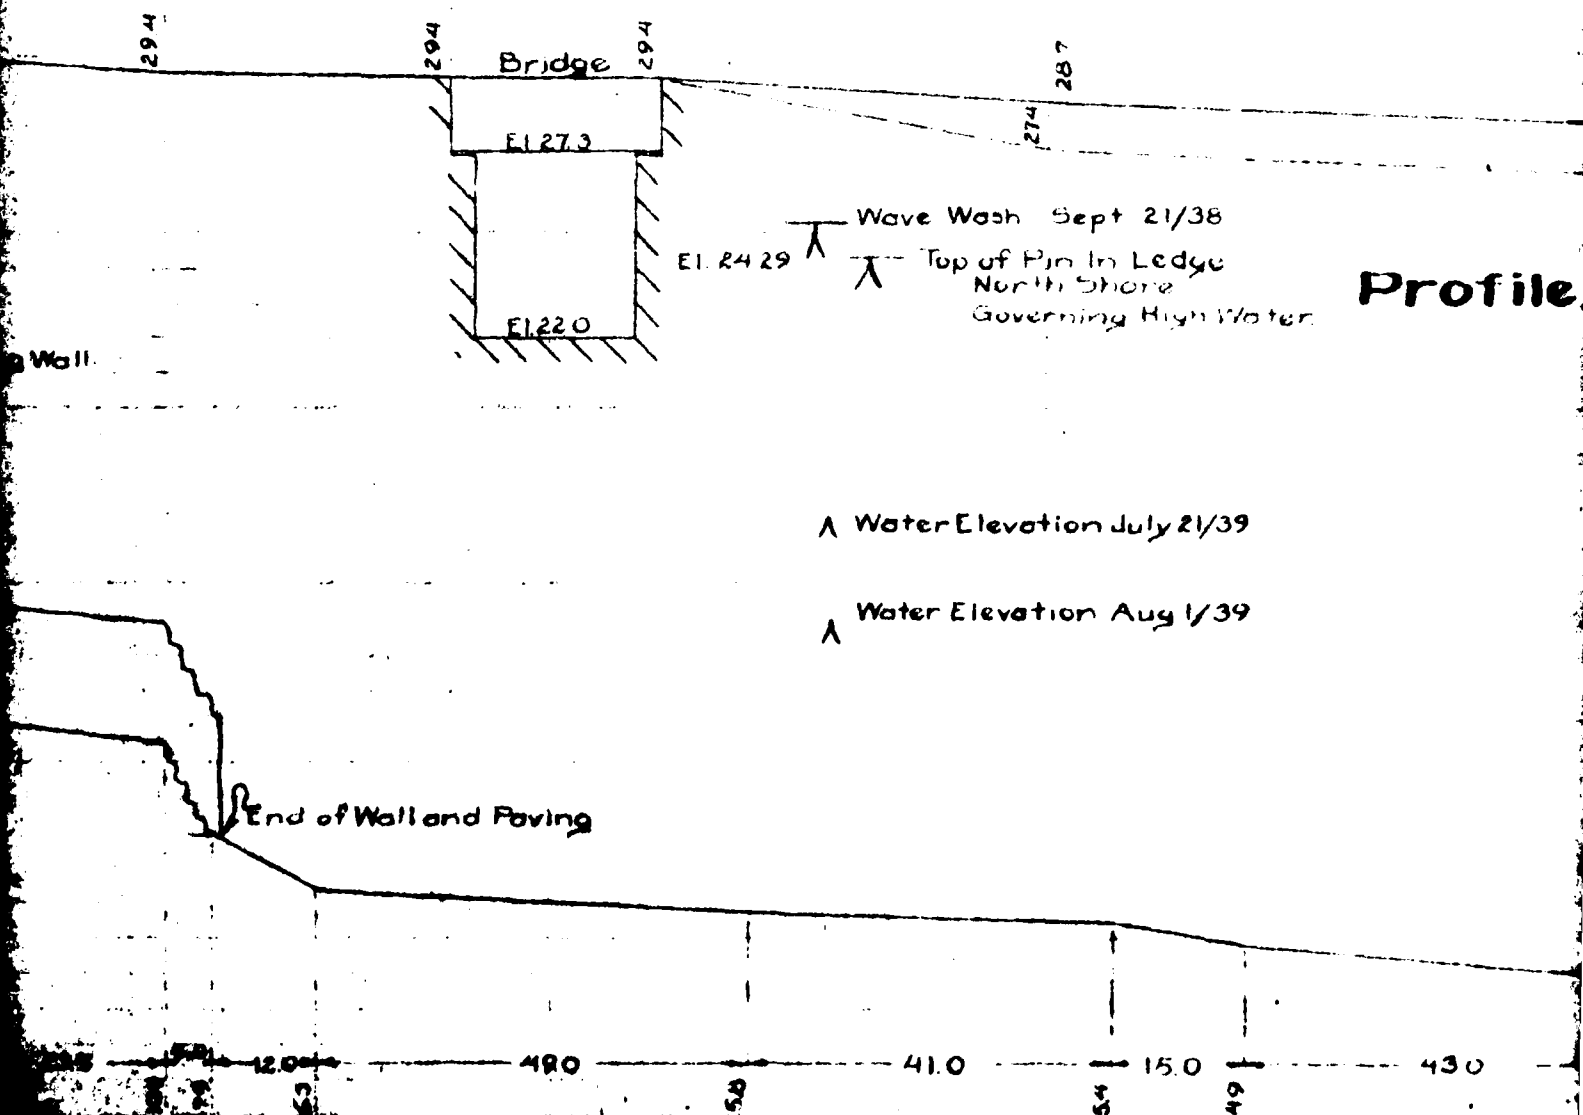 29 4
29 4
29 4
28 7
27 4
Bridge
El. 27.3
Wave Wash Sept 21/38
El. 24 29
Top of Pin In Ledge
North Shore
Governing High Water
Profile
El. 22 0
Wall
Water Elevation July 21/39
Water Elevation Aug 1/39
End of Wall and Paving
12.0
41.0
15.0
43 0